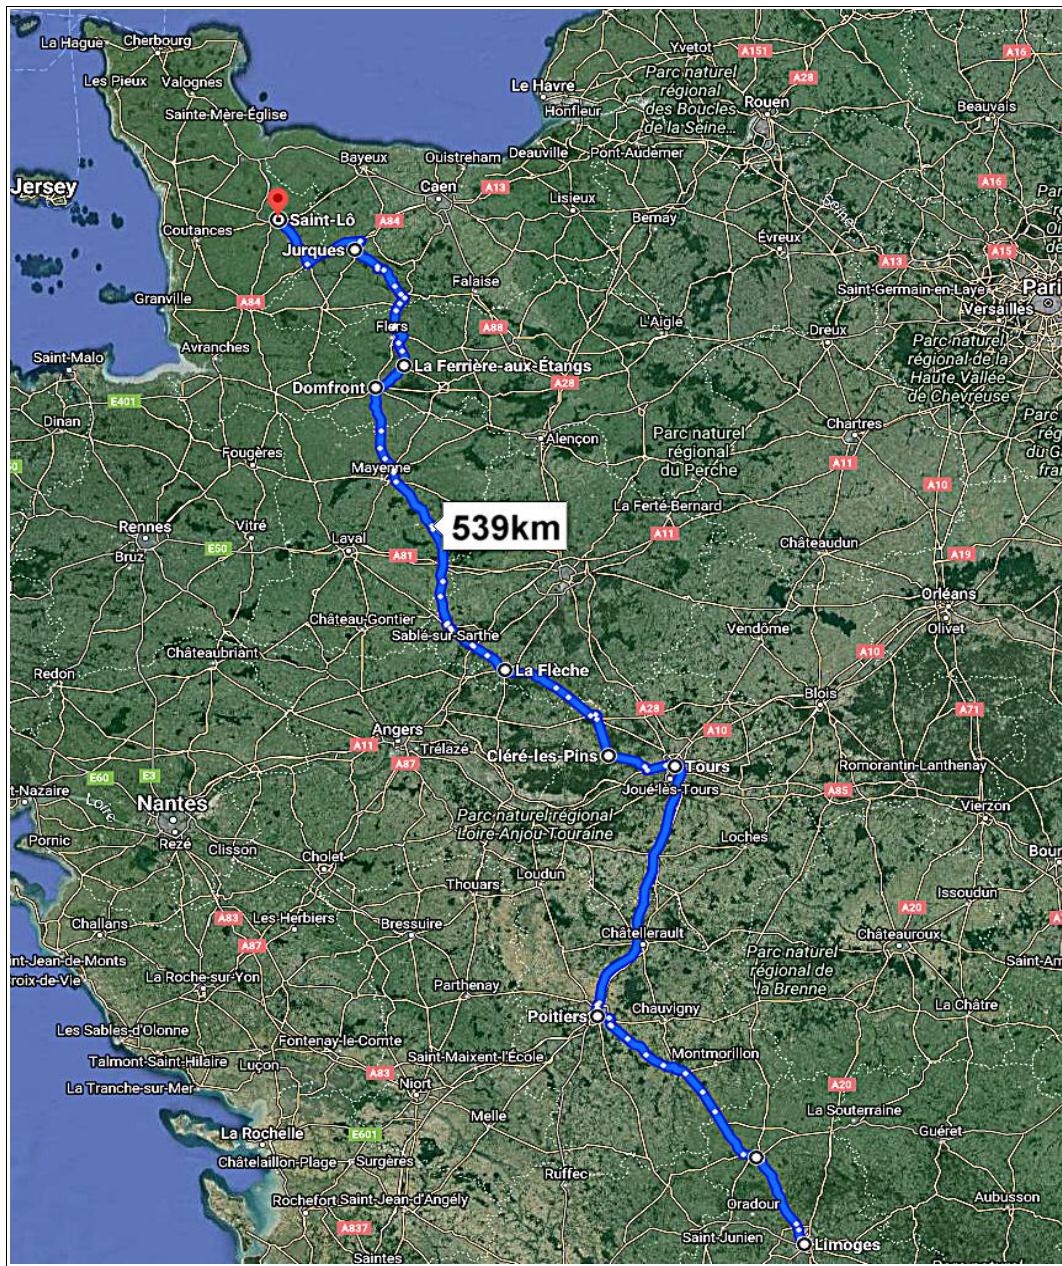 La Hague
Cherbourg
Les Pieux
Valognes
Sainte-Mère-Église
Yvetot
A151
A16
A28
Parc naturel
régional
des Boucles
de la Seine...
Le Havre
Honfleur
Rouen
Beauvais
Bayeux
Ouistreham
Deauville
Pont-Audemer
Jersey
Caen
A13
Lisieux
A16
Saint-Lô
A84
Coutances
Bernay
Seine
Jurques
Évreux
A15
A13
Falaise
Saint-Germain-en-Laye
Granville
A84
Versailles
Flers
A88
L'Aigle
Dreux
Avranches
Saint-Malo
Parc naturel
régional de la
Haute Vallée
de Chevreuse
La Ferrière-aux-Étangs
Domfront
A28
E401
Dinan
Chartres
Alençon
Parc naturel
régional
du Perche
Fougères
A11
Mayenne
A10
La Ferté-Bernard
539km
Rennes
Vitré
Bruz
E50
Laval
A81
A11
Châteaudun
A19
Orléans
Olivet
Château-Gontier
Sablé-sur-Sarthe
Vendôme
Châteaubriant
A10
Redon
La Flèche
Blois
A28
A71
Angers
A10
A11
Trélazé
Cléré-les-Pins
Tours
A87
E60
E3
Romorantin-Lanthenay
Joué-lès-Tours
A85
Loire
Nantes
Rezé
Vierzon
Parc naturel régional
Loire-Anjou-Touraine
Pornic
Clisson
Cholet
Loches
Loudun
Thouars
Issoudun
Challans
A83
Les Herbiers
Bressuire
A20
A87
Châtellerault
Châteauroux
Parc naturel
régional de
la Brenne
La Roche-sur-Yon
Parthenay
La Châtre
Poitiers
Chauvigny
Les Sables-d'Olonne
Fontenay-le-Comte
Saint-Maixent-l'École
Montmorillon
Talmont-Saint-Hilaire
Luçon
A83
Niort
A20
La Tranche-sur-Mer
La Souterraine
Melle
Guéret
La Rochelle
E601
Châtelaillon-Plage
Surgères
Ruffec
Rochefort
Saint-Jean-d'Angély
Oradour
Aubusson
A837
Saint-Junien
Limoges
Saintes